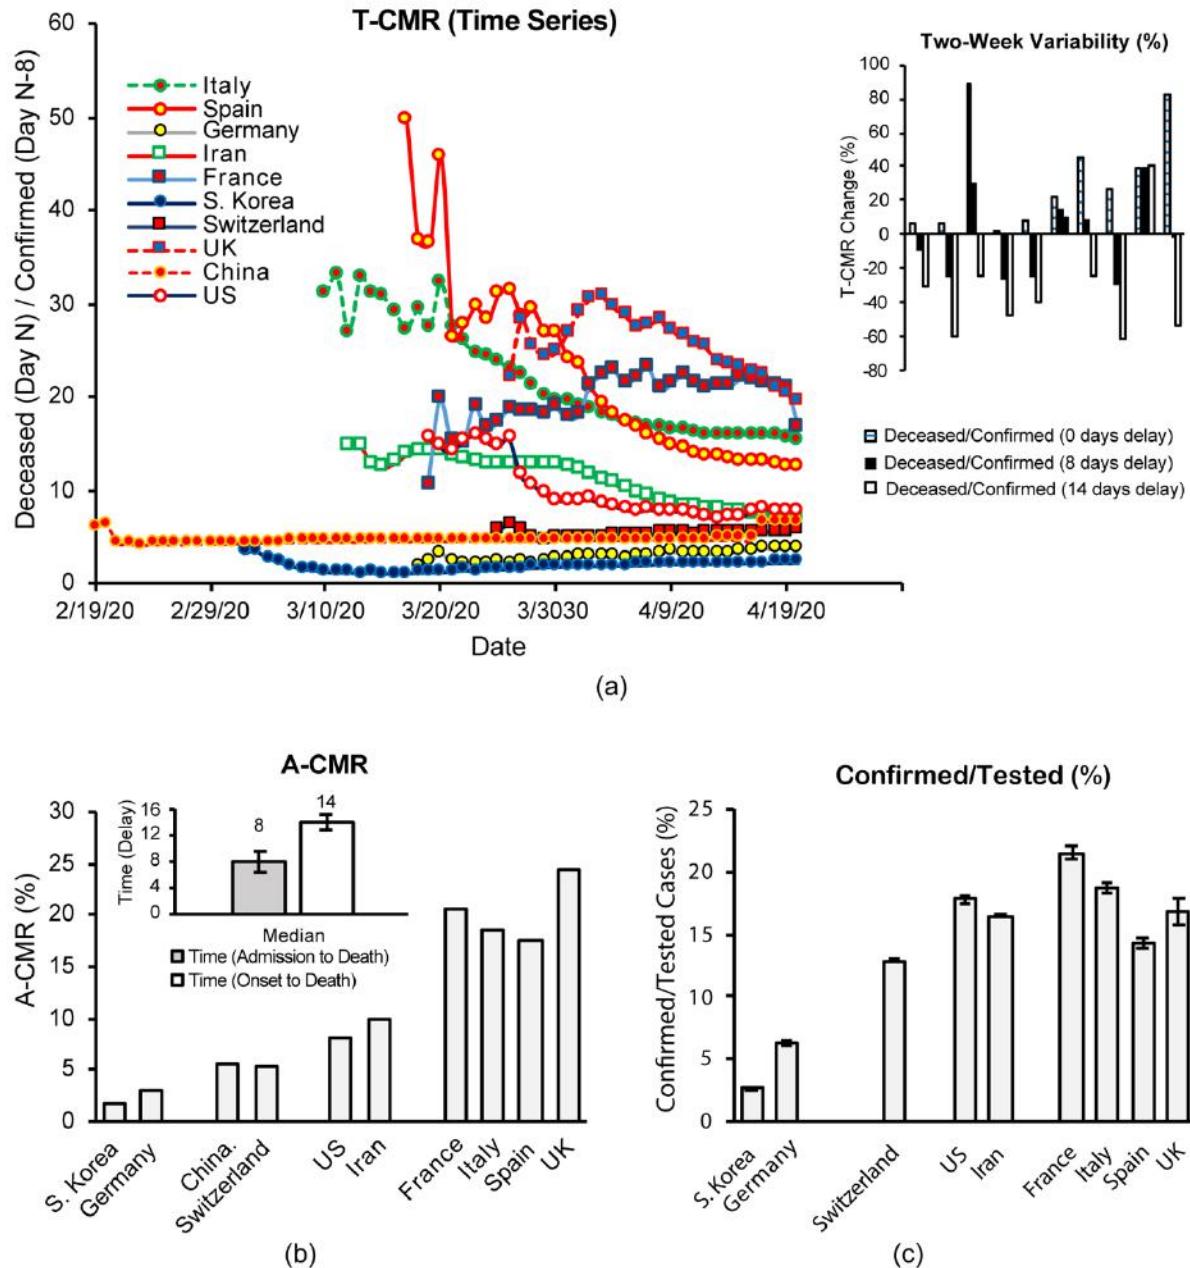 T-CMR (Time Series)
Deceased (Day N) / Confirmed (Day N-8)
60
50
40
30
20
10
0
Italy
Spain
Germany
Iran
France
S. Korea
Switzerland
UK
China
US
2/19/20
2/29/20
3/10/20
3/20/20
3/3030
4/9/20
4/19/20
Date
Two-Week Variability (%)
T-CMR Change (%)
100
80
60
40
20
0
-20
-40
-60
-80
Deceased/Confirmed (0 days delay)
Deceased/Confirmed (8 days delay)
Deceased/Confirmed (14 days delay)
(a)
A-CMR
A-CMR (%)
30
25
20
15
10
5
0
Time (Delay)
16
12
8
4
0
8
14
Median
Time (Admission to Death)
Time (Onset to Death)
S. Korea
Germany
China.
Switzerland
US
Iran
France
Italy
Spain
UK
(b)
Confirmed/Tested (%)
Confirmed/Tested Cases (%)
25
20
15
10
5
0
S. Korea
Germany
Switzerland
US
Iran
France
Italy
Spain
UK
(c)